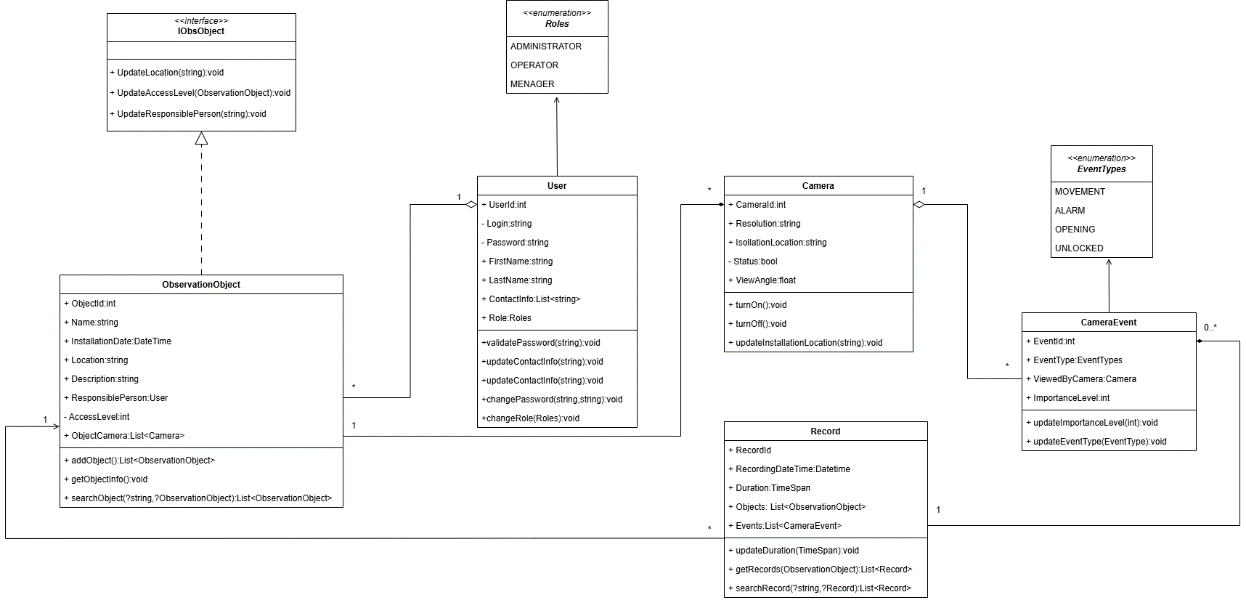 <<Interface>>
IObsObject
+ UpdateLocation(string):void
+ UpdateAccessLevel(ObservationObject):void
+ UpdateResponsiblePerson(string):void
<<enumeration>>
Roles
ADMINISTRATOR
OPERATOR
MENAGER
<<enumeration>>
EventTypes
MOVEMENT
ALARM
OPENING
UNLOCKED
User
+ UserId:int
- Login:string
- Password:string
+ FirstName:string
+ LastName:string
+ ContactInfo:List<string>
+ Role:Roles
+validatePassword(string):void
+updateContactInfo(string):void
+updateContactInfo(string):void
+changePassword(string,string):void
+changeRole(Roles):void
1
*
Camera
+ CameraId:int
+ Resolution:string
+ IsollationLocation:string
- Status:bool
+ ViewAngle:float
+ turnOn():void
+ turnOff():void
+ updateInstallationLocation(string):void
*
1
1
*
ObservationObject
+ ObjectId:int
+ Name:string
+ InstallationDate:DateTime
+ Location:string
+ Description:string
+ ResponsiblePerson:User
- AccessLevel:int
+ ObjectCamera:List<Camera>
+ addObject():List<ObservationObject>
+ getObjectInfo():void
+ searchObject(?string,?ObservationObject):List<ObservationObject>
1
*
CameraEvent
+ EventId:int
+ EventType:EventTypes
+ ViewedByCamera:Camera
+ ImportanceLevel:int
+ updateImportanceLevel(int):void
+ updateEventType(EventType):void
0..*
1
Record
+ RecordId
+ RecordingDateTime:Datetime
+ Duration:TimeSpan
+ Objects: List<ObservationObject>
+ Events:List<CameraEvent>
+ updateDuration(TimeSpan):void
+ getRecords(ObservationObject):List<Record>
+ searchRecord(?string,?Record):List<Record>